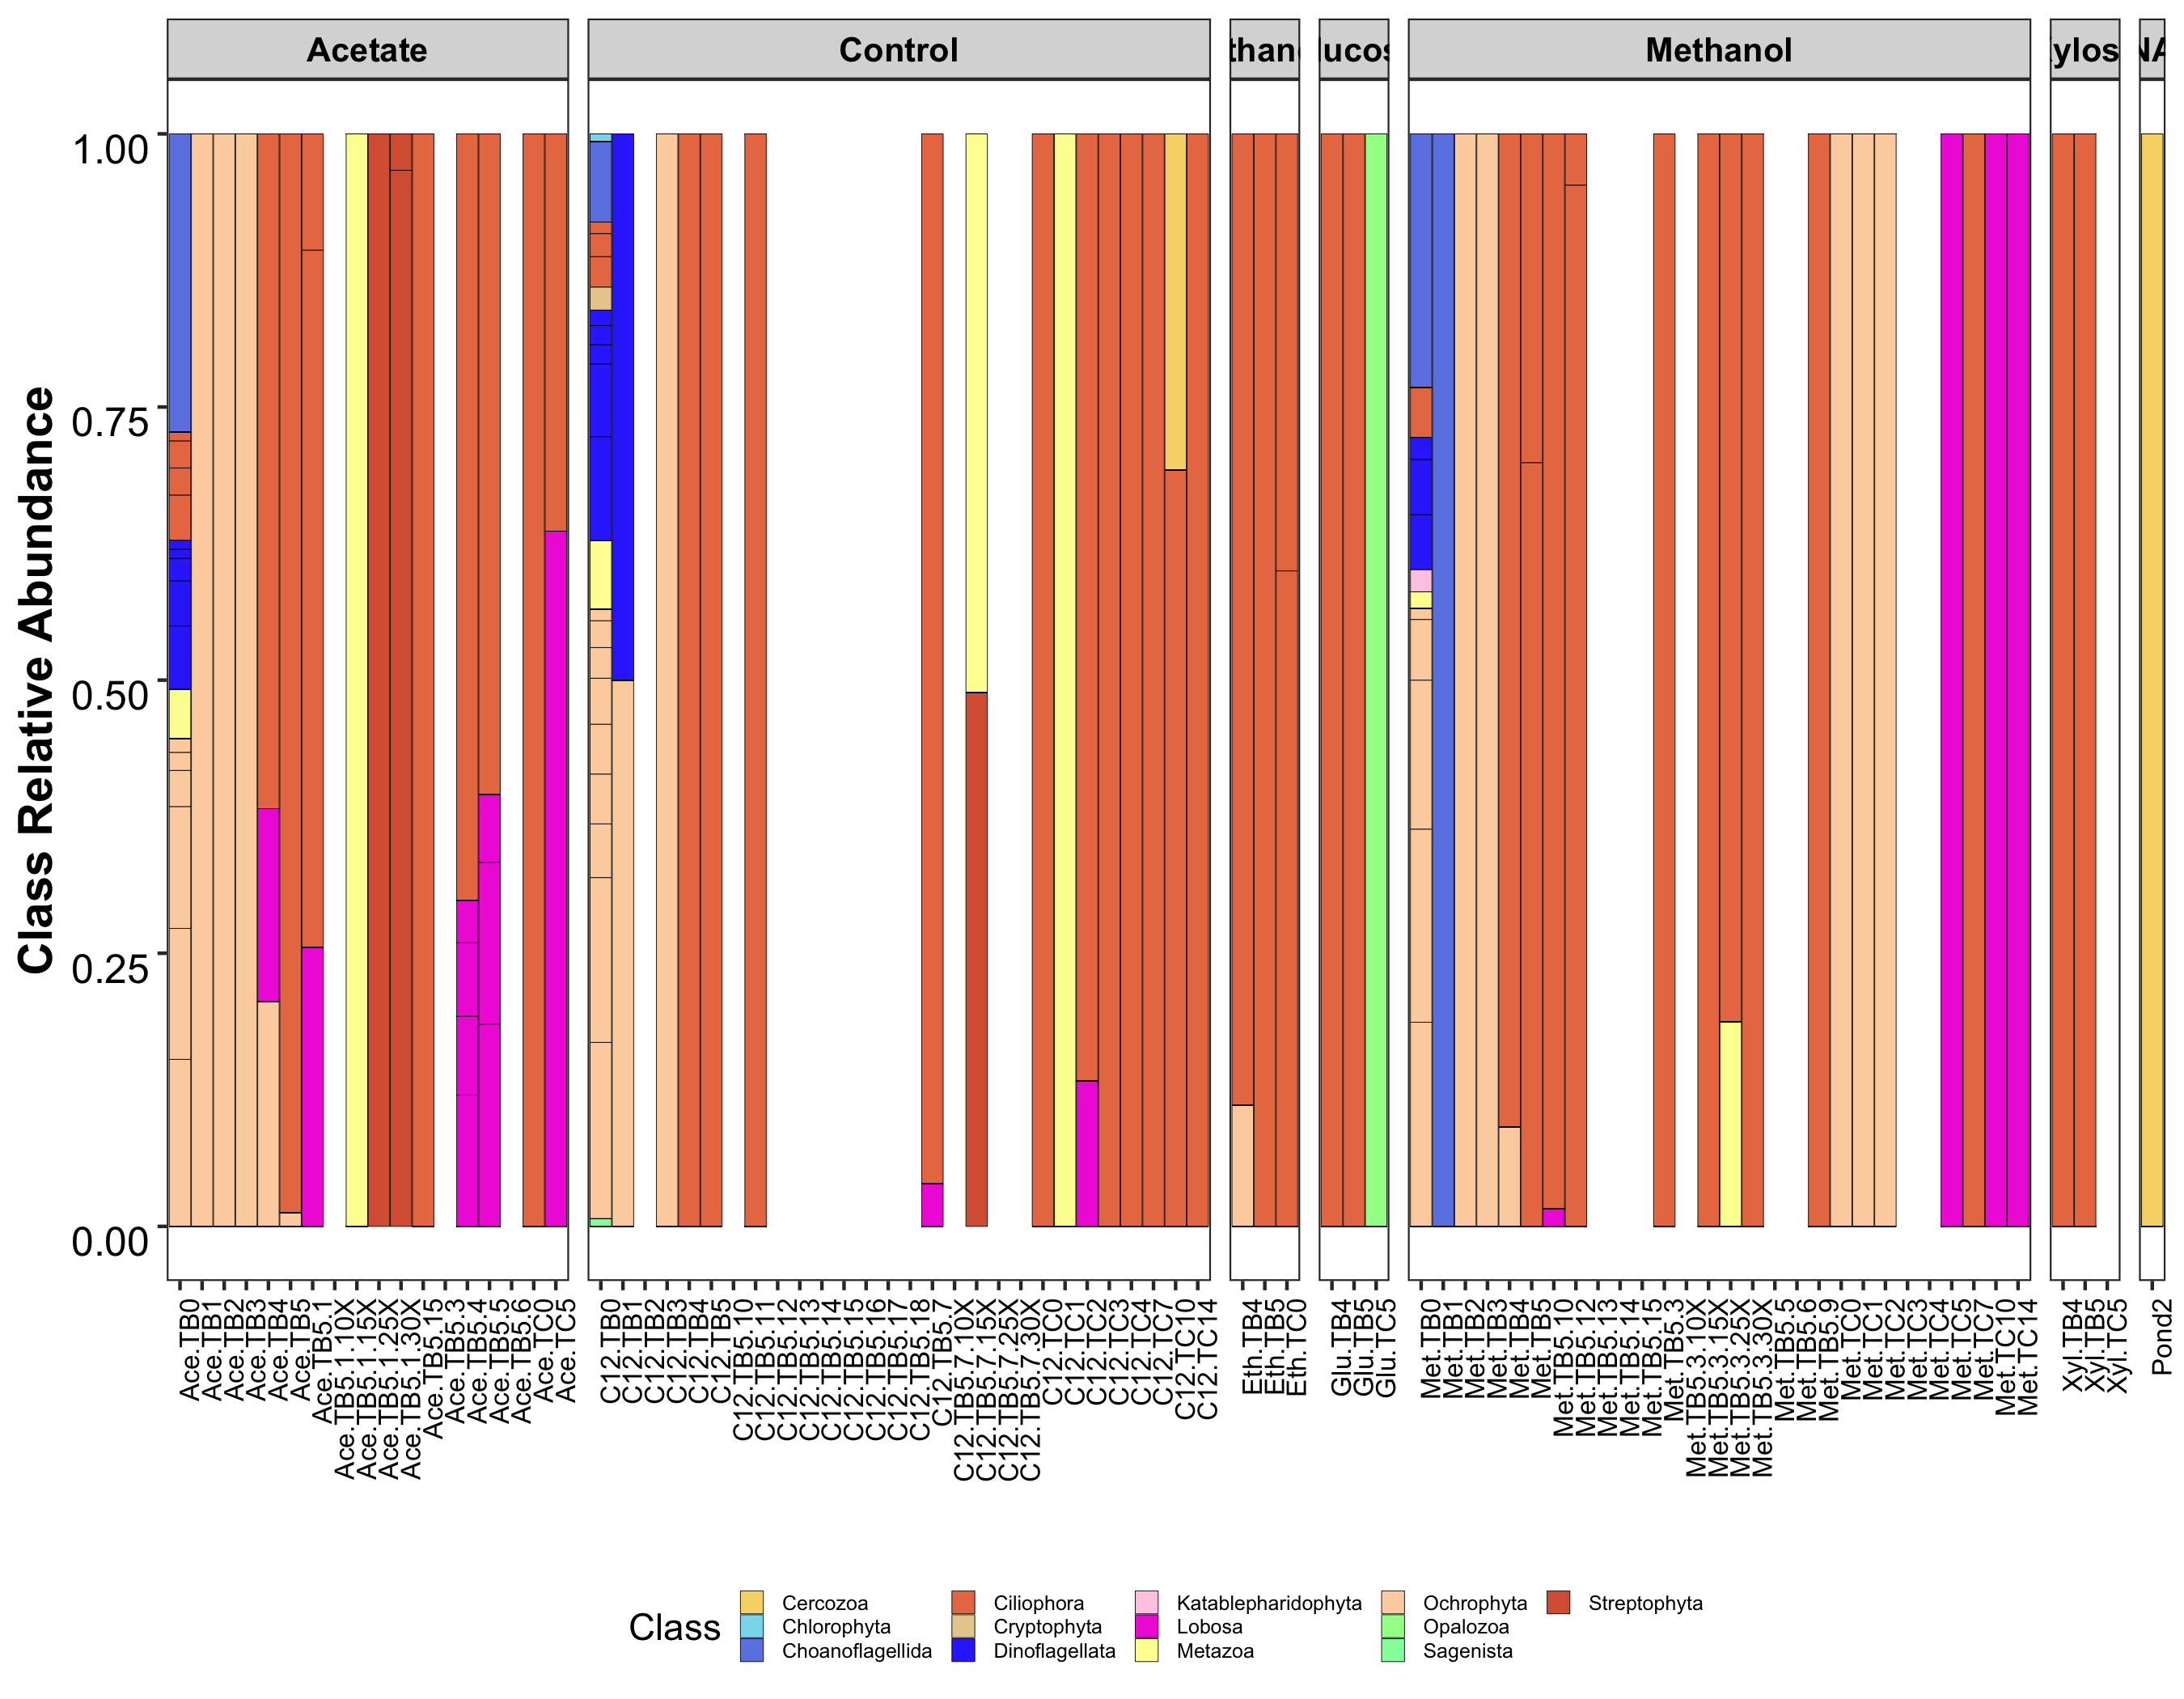 Acetate Control thano lucos Methanol Xylos NA
Class Relative Abundance
1.00
0.75
0.50
0.25
0.00
Ace.TB0
Ace.TB1
Ace.TB2
Ace.TB3
Ace.TB4
Ace.TB5
Ace.TB5.1
Ace.TB5.1.10X
Ace.TB5.1.15X
Ace.TB5.1.25X
Ace.TB5.1.30X
Ace.TB5.15
Ace.TB5.3
Ace.TB5.4
Ace.TB5.5
Ace.TB5.6
Ace.TC0
Ace.TC5
C12.TB0
C12.TB1
C12.TB2
C12.TB3
C12.TB4
C12.TB5
C12.TB5.10
C12.TB5.11
C12.TB5.12
C12.TB5.13
C12.TB5.14
C12.TB5.15
C12.TB5.16
C12.TB5.17
C12.TB5.18
C12.TB5.7
C12.TB5.7.10X
C12.TB5.7.15X
C12.TB5.7.25X
C12.TB5.7.30X
C12.TC0
C12.TC1
C12.TC2
C12.TC3
C12.TC4
C12.TC7
C12.TC10
C12.TC14
Eth.TB4
Eth.TB5
Eth.TC0
Glu.TB4
Glu.TB5
Glu.TC5
Met.TB0
Met.TB1
Met.TB2
Met.TB3
Met.TB4
Met.TB5
Met.TB5.10
Met.TB5.12
Met.TB5.13
Met.TB5.14
Met.TB5.15
Met.TB5.3
Met.TB5.3.10X
Met.TB5.3.15X
Met.TB5.3.25X
Met.TB5.3.30X
Met.TB5.5
Met.TB5.6
Met.TB5.9
Met.TC0
Met.TC1
Met.TC2
Met.TC3
Met.TC4
Met.TC5
Met.TC7
Met.TC10
Met.TC14
Xyl.TB4
Xyl.TB5
Xyl.TC5
Pond2
Class
Cercozoa Ciliophora Katablepharidophyta Ochrophyta Streptophyta
Chlorophyta Cryptophyta Lobosa Opalozoa
Choanoflagellida Dinoflagellata Metazoa Sagenista